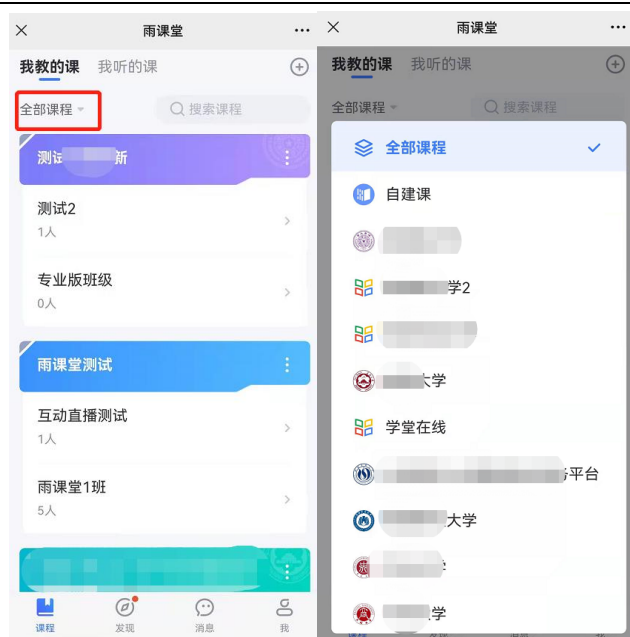 雨课堂
我教的课 我听的课
全部课程 搜索课程
测 新
测试2
1人
专业版班级
0人
雨课堂测试
互动直播测试
1人
雨课堂1班
5人
课程 发现 消息 我
雨课堂
我教的课 我听的课
全部课程 搜索课程
全部课程
自建课
学2
大学
学堂在线
平台
大学
学